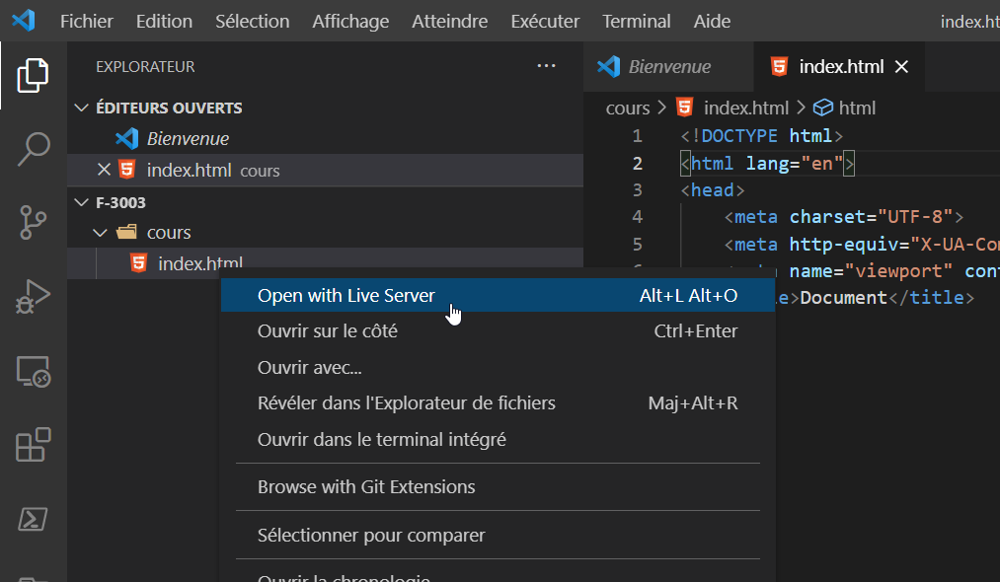 Fichier Edition Sélection Affichage Atteindre Exécuter Terminal Aide index.ht
EXPLORATEUR ...
ÉDITEURS OUVERTS
Bienvenue
index.html cours
F-3003
cours
index.html
Bienvenue index.html
cours > index.html > html
1 <!DOCTYPE html>
2 <html lang="en">
3 <head>
4 <meta charset="UTF-8">
5 <meta http-equiv="X-UA-Co
name="viewport" cont
e>Document</title>
Open with Live Server Alt+L Alt+O
Ouvrir sur le côté Ctrl+Enter
Ouvrir avec...
Révéler dans l'Explorateur de fichiers Maj+Alt+R
Ouvrir dans le terminal intégré
Browse with Git Extensions
Sélectionner pour comparer
Ouvrir la chronologie